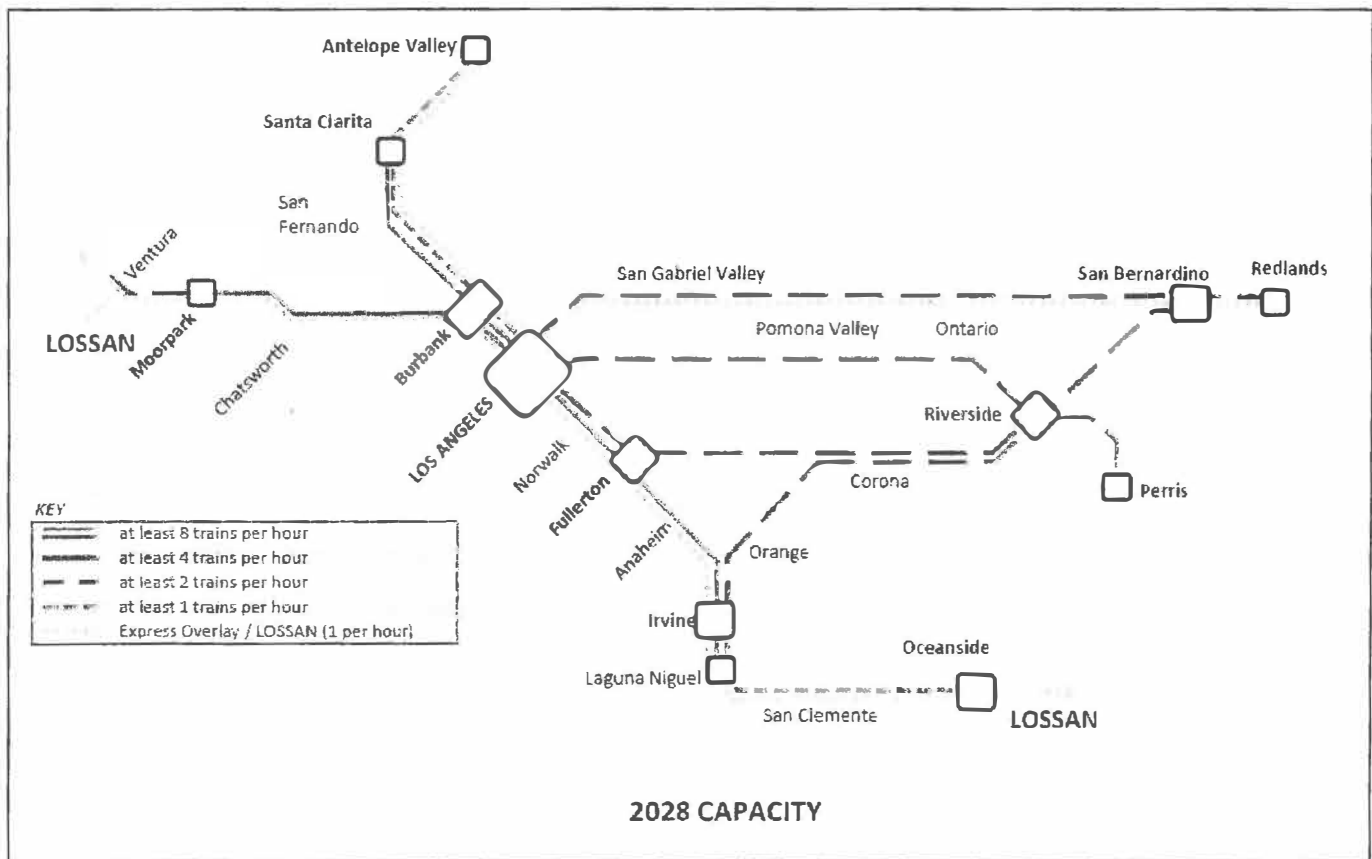 Antelope Valley
Santa Clarita
San
Fernando
Ventura
San Gabriel Valley
San Bernardino
Redlands
Pomona Valley
Ontario
LOSSAN
Moorpark
Chatsworth
Burbank
LOS ANGELES
Riverside
Norwalk
Fullerton
Corona
Perris
KEY
at least 8 trains per hour
at least 4 trains per hour
at least 2 trains per hour
at least 1 trains per hour
Express Overlay / LOSSAN (1 per hour)
Anaheim
Orange
Irvine
Laguna Niguel
Oceanside
San Clemente
LOSSAN
2028 CAPACITY